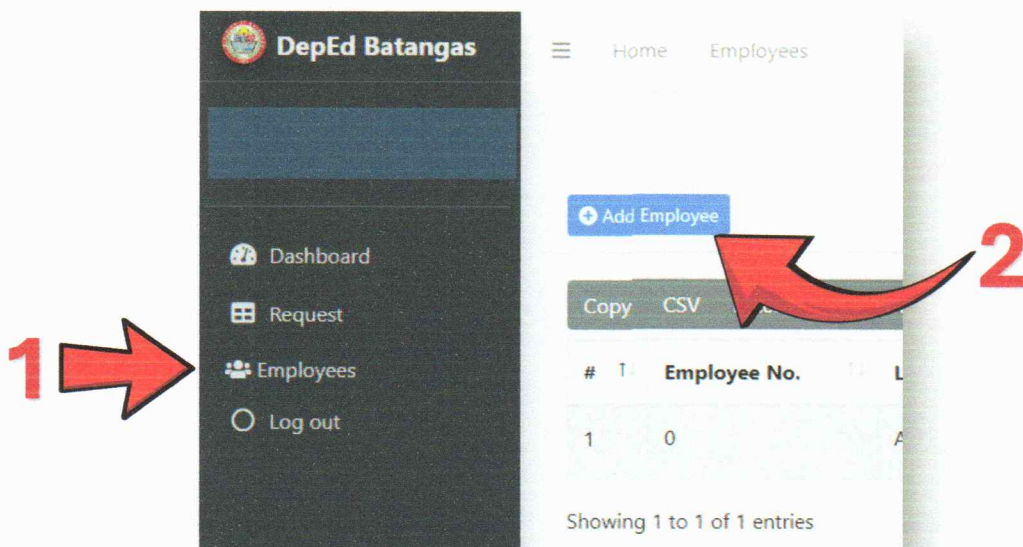 DepEd Batangas
Home Employees
Add Employee
Dashboard
Request
Employees
Log out
1
2
Copy CSV
# Employee No. L
1 0 A
Showing 1 to 1 of 1 entries